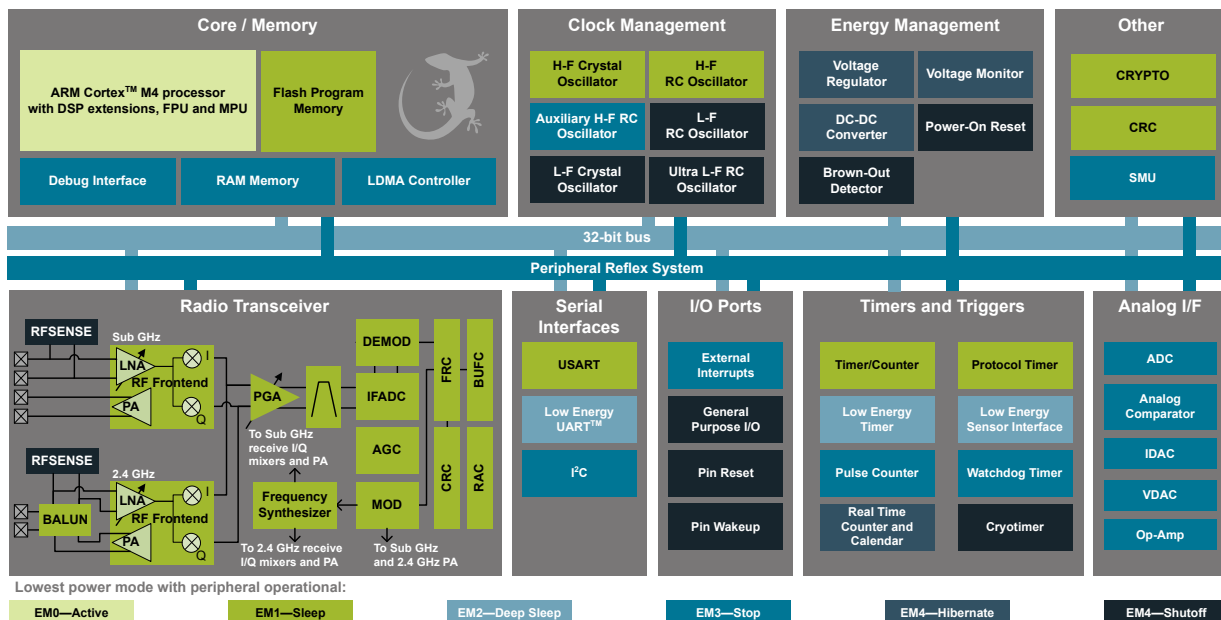 Core / Memory
ARM Cortex™ M4 processor
with DSP extensions, FPU and MPU
Flash Program
Memory
Debug Interface
RAM Memory
LDMA Controller
Clock Management
H-F Crystal
Oscillator
H-F
RC Oscillator
Auxiliary H-F RC
Oscillator
L-F
RC Oscillator
L-F Crystal
Oscillator
Ultra L-F RC
Oscillator
Energy Management
Voltage
Regulator
Voltage Monitor
DC-DC
Converter
Power-On Reset
Brown-Out
Detector
Other
CRYPTO
CRC
SMU
32-bit bus
Peripheral Reflex System
Radio Transceiver
RFSENSE
Sub GHz
LNA
RF Frontend
PA
I
Q
RFSENSE
2.4 GHz
LNA
BALUN
RF Frontend
PA
I
Q
PGA
To Sub GHz
receive I/Q
mixers and PA
Frequency
Synthesizer
To 2.4 GHz receive
I/Q mixers and PA
DEMOD
IFADC
AGC
MOD
To Sub GHz
and 2.4 GHz PA
FRC
BUFC
CRC
RAC
Serial
Interfaces
USART
Low Energy
UART™
I²C
I/O Ports
External
Interrupts
General
Purpose I/O
Pin Reset
Pin Wakeup
Timers and Triggers
Timer/Counter
Protocol Timer
Low Energy
Timer
Low Energy
Sensor Interface
Pulse Counter
Watchdog Timer
Real Time
Counter and
Calendar
Cryotimer
Analog I/F
ADC
Analog
Comparator
IDAC
VDAC
Op-Amp
Lowest power mode with peripheral operational:
EM0—Active
EM1—Sleep
EM2—Deep Sleep
EM3—Stop
EM4—Hibernate
EM4—Shutoff